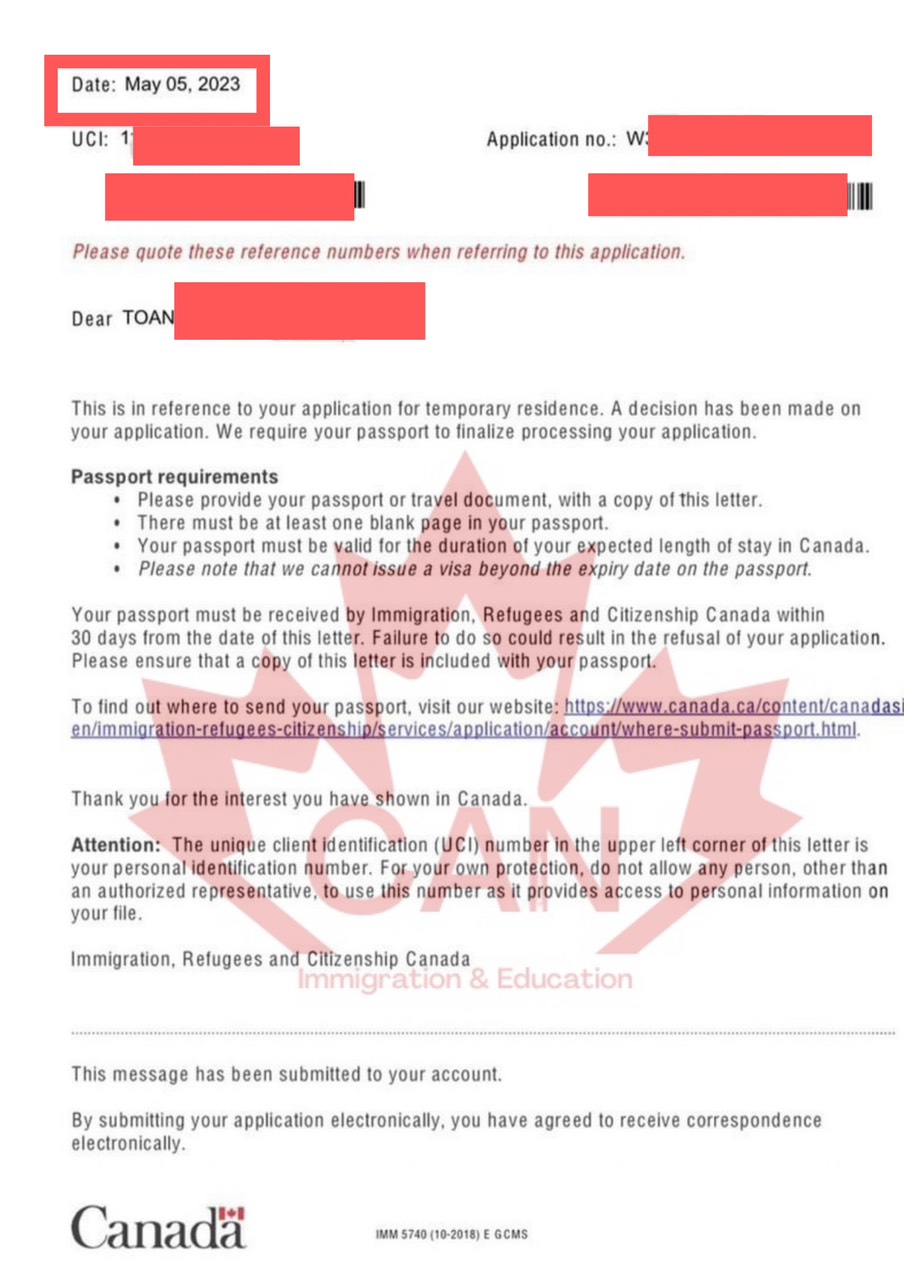 Date: May 05, 2023
UCI: 1
Application no.: W
Please quote these reference numbers when referring to this application.
Dear TOAN
This is in reference to your application for temporary residence. A decision has been made on
your application. We require your passport to finalize processing your application.
Passport requirements
• Please provide your passport or travel document, with a copy of this letter.
• There must be at least one blank page in your passport.
• Your passport must be valid for the duration of your expected length of stay in Canada.
• Please note that we cannot issue a visa beyond the expiry date on the passport.
Your passport must be received by Immigration, Refugees and Citizenship Canada within
30 days from the date of this letter. Failure to do so could result in the refusal of your application.
Please ensure that a copy of this letter is included with your passport.
To find out where to send your passport, visit our website: https://www.canada.ca/content/canadasi
en/immigration-refugees-citizenship/services/application/account/where-submit-passport.html.
Thank you for the interest you have shown in Canada.
OAN
Attention: The unique client identification (UCI) number in the upper left corner of this letter is
your personal identification number. For your own protection, do not allow any person, other than
an authorized representative, to use this number as it provides access to personal information on
your file.
Immigration, Refugees and Citizenship Canada
Immigration & Education
This message has been submitted to your account.
By submitting your application electronically, you have agreed to receive correspondence
electronically.
Canada
IMM 5740 (10-2018) E GCMS